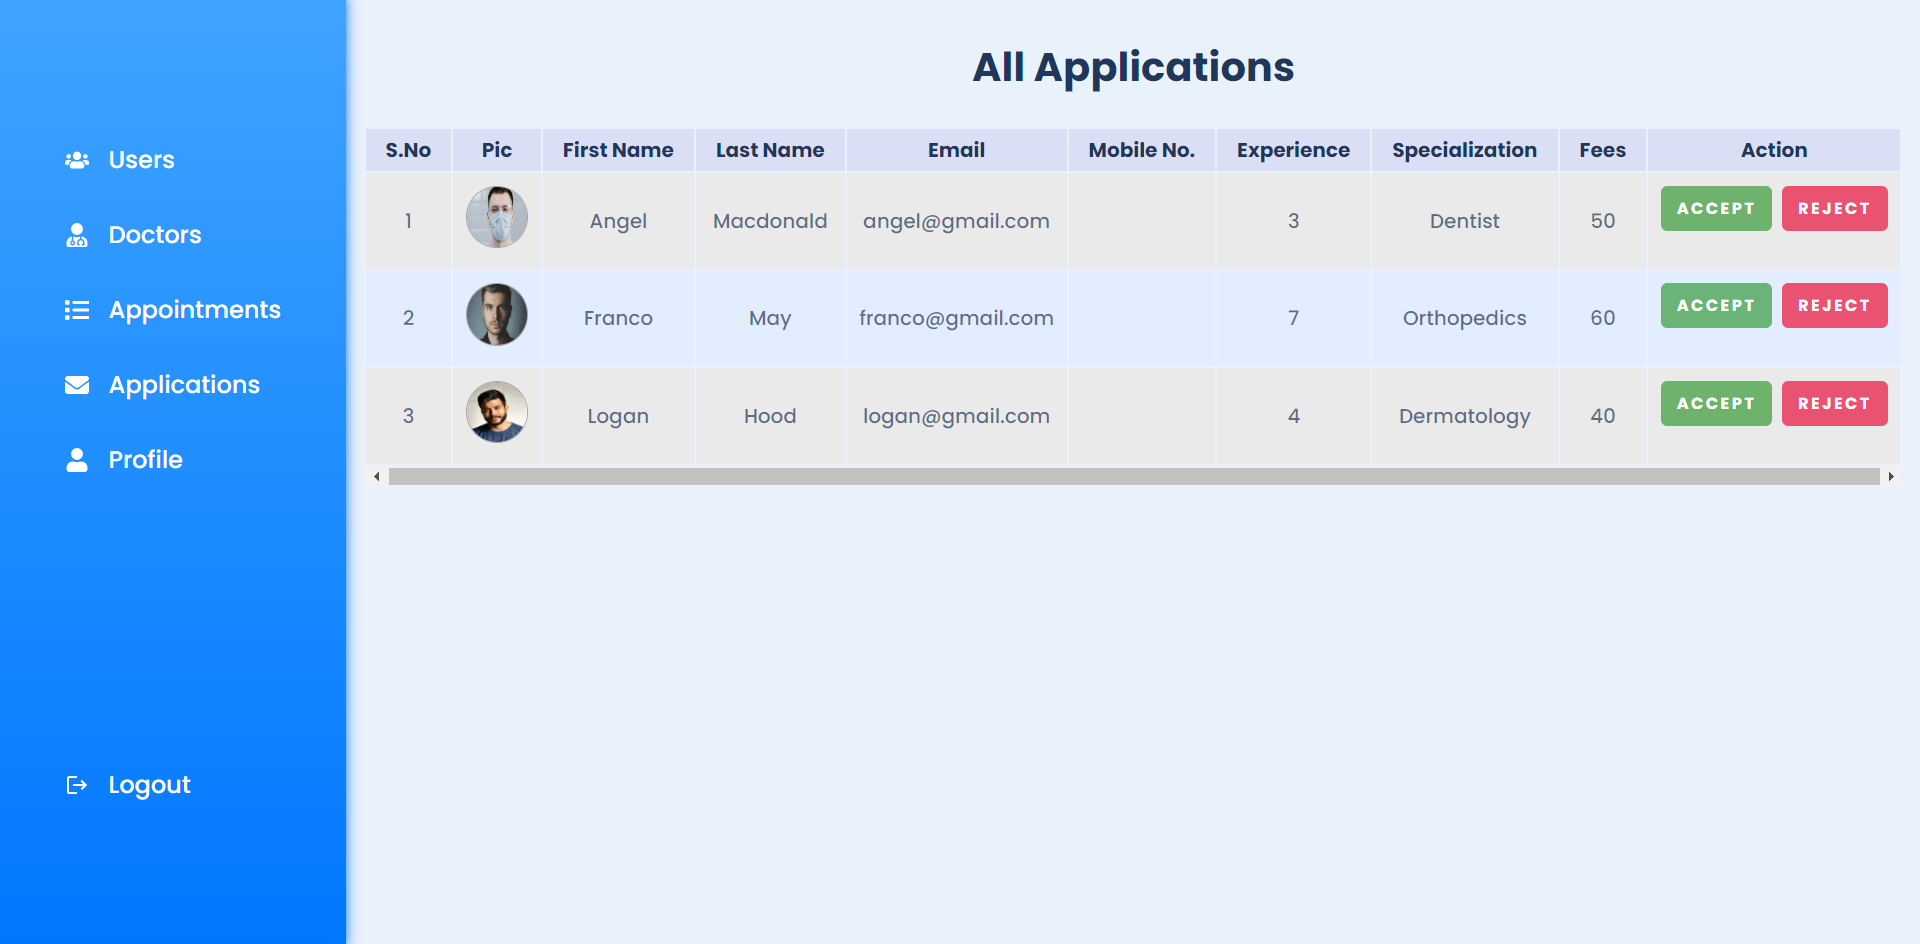 Users
Doctors
Appointments
Applications
Profile
Logout
All Applications
S.No Pic First Name Last Name Email Mobile No. Experience Specialization Fees Action
1 Angel Macdonald angel@gmail.com 3 Dentist 50 ACCEPT REJECT
2 Franco May franco@gmail.com 7 Orthopedics 60 ACCEPT REJECT
3 Logan Hood logan@gmail.com 4 Dermatology 40 ACCEPT REJECT